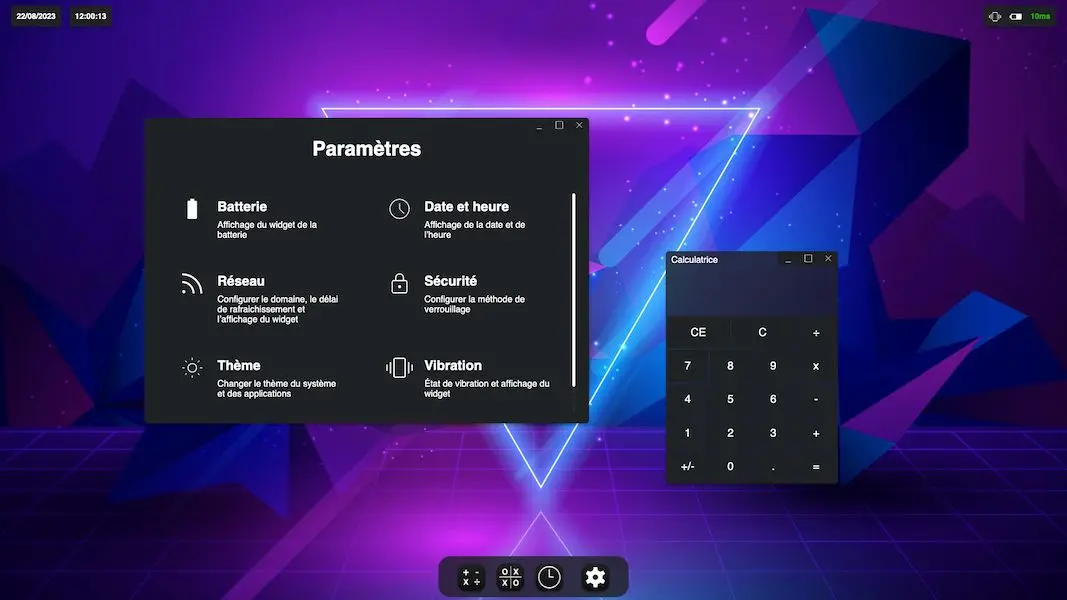 22/08/2023
12:00:13
10ms
Paramètres
Batterie
Affichage du widget de la
batterie
Date et heure
Affichage de la date et de
l'heure
Réseau
Configurer le domaine, le délai
de rafraichissement et
l'affichage du widget
Sécurité
Configurer la méthode de
verrouillage
Thème
Changer le thème du système
et des applications
Vibration
État de vibration et affichage du
widget
Calculatrice
CE C ÷
7 8 9 x
4 5 6 -
1 2 3 +
+/- 0 . =